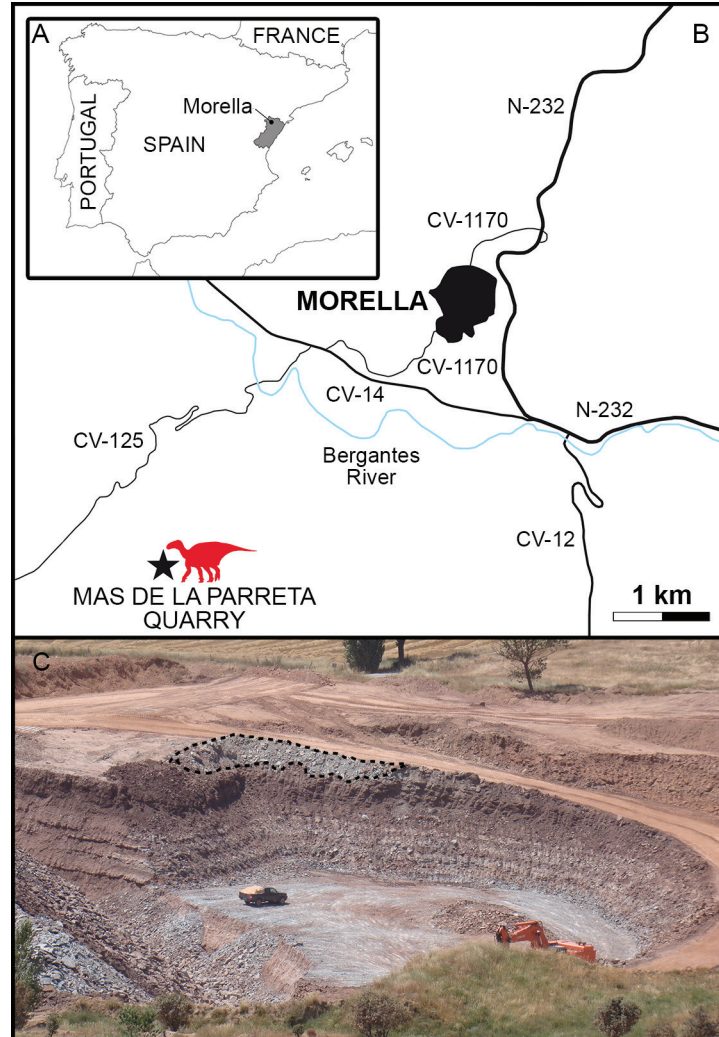 A
FRANCE
Morella
SPAIN
PORTUGAL
B
N-232
CV-1170
MORELLA
CV-1170
CV-14
N-232
CV-125
Bergantes
River
CV-12
MAS DE LA PARRETA
QUARRY
1 km
C